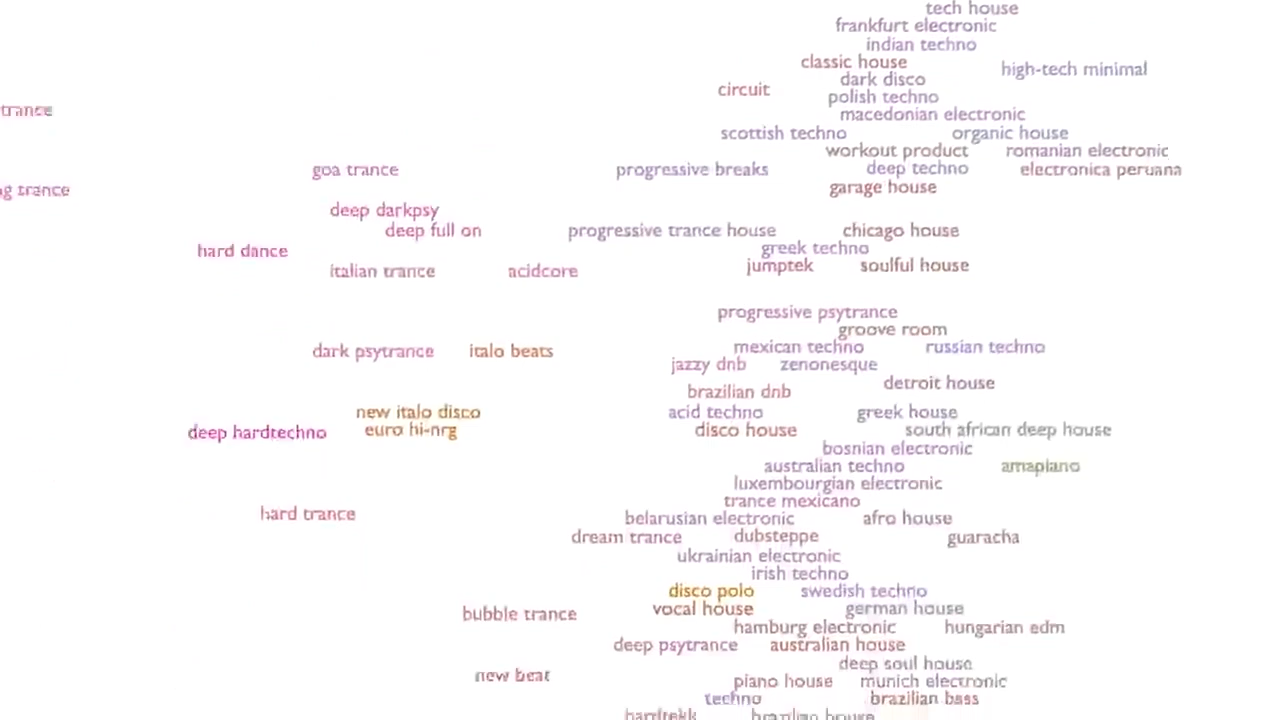 tech house
frankfurt electronic
indian techno
classic house
high-tech minimal
dark disco
circuit
polish techno
trance
macedonian electronic
scottish techno
organic house
workout product
romanian electronic
goa trance
progressive breaks
deep techno
electronica peruana
trance
garage house
deep darkpsy
deep full on
progressive trance house
chicago house
hard dance
greek techno
jumptek
soulful house
italian trance
acidcore
progressive psytrance
groove room
mexican techno
russian techno
dark psytrance
italo beats
jazzy dnb
zenonesque
detroit house
brazilian dnb
new italo disco
acid techno
greek house
deep hardtechno
euro hi-nrg
disco house
south african deep house
bosnian electronic
australian techno
amapiano
luxembourgian electronic
trance mexicano
hard trance
belarusian electronic
afro house
dream trance
dubsteppe
guaracha
ukrainian electronic
irish techno
disco polo
swedish techno
vocal house
german house
bubble trance
hamburg electronic
hungarian edm
deep psytrance
australian house
deep soul house
new beat
piano house
munich electronic
techno
brazilian bass
hardtekk
brazilian house